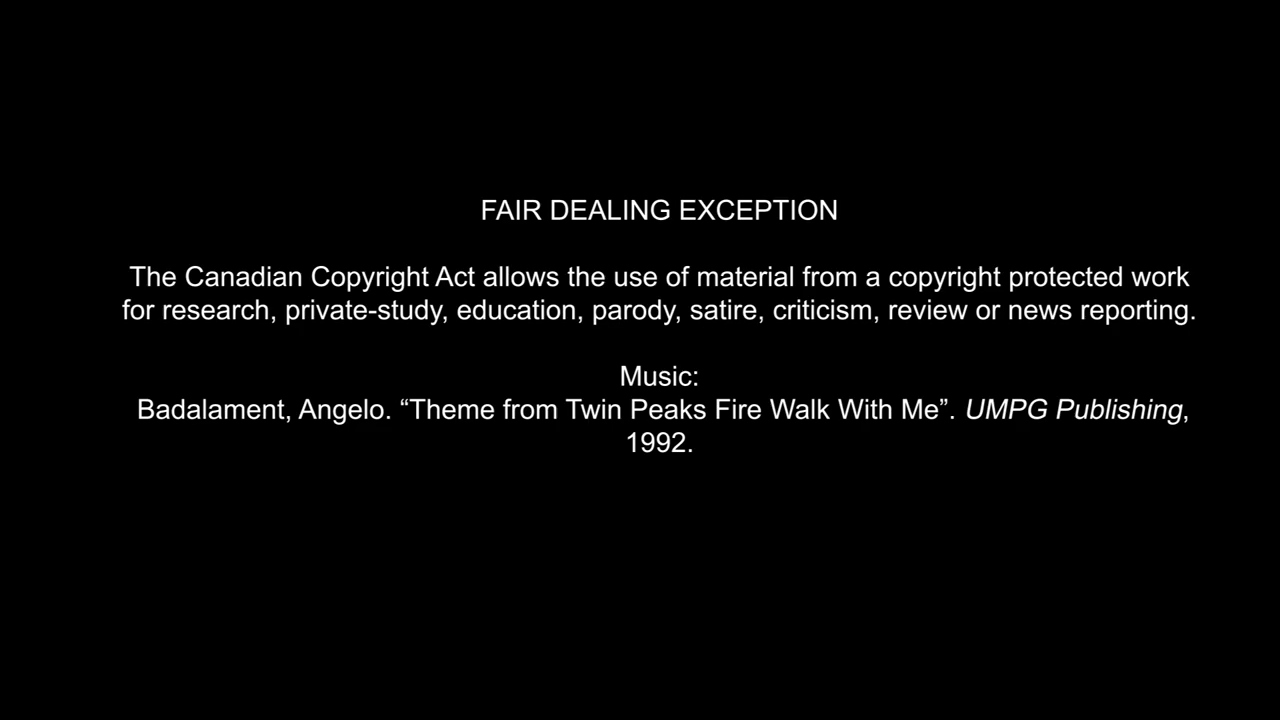 FAIR DEALING EXCEPTION
The Canadian Copyright Act allows the use of material from a copyright protected work
for research, private-study, education, parody, satire, criticism, review or news reporting.
Music:
Badalament, Angelo. “Theme from Twin Peaks Fire Walk With Me”. UMPG Publishing,
1992.